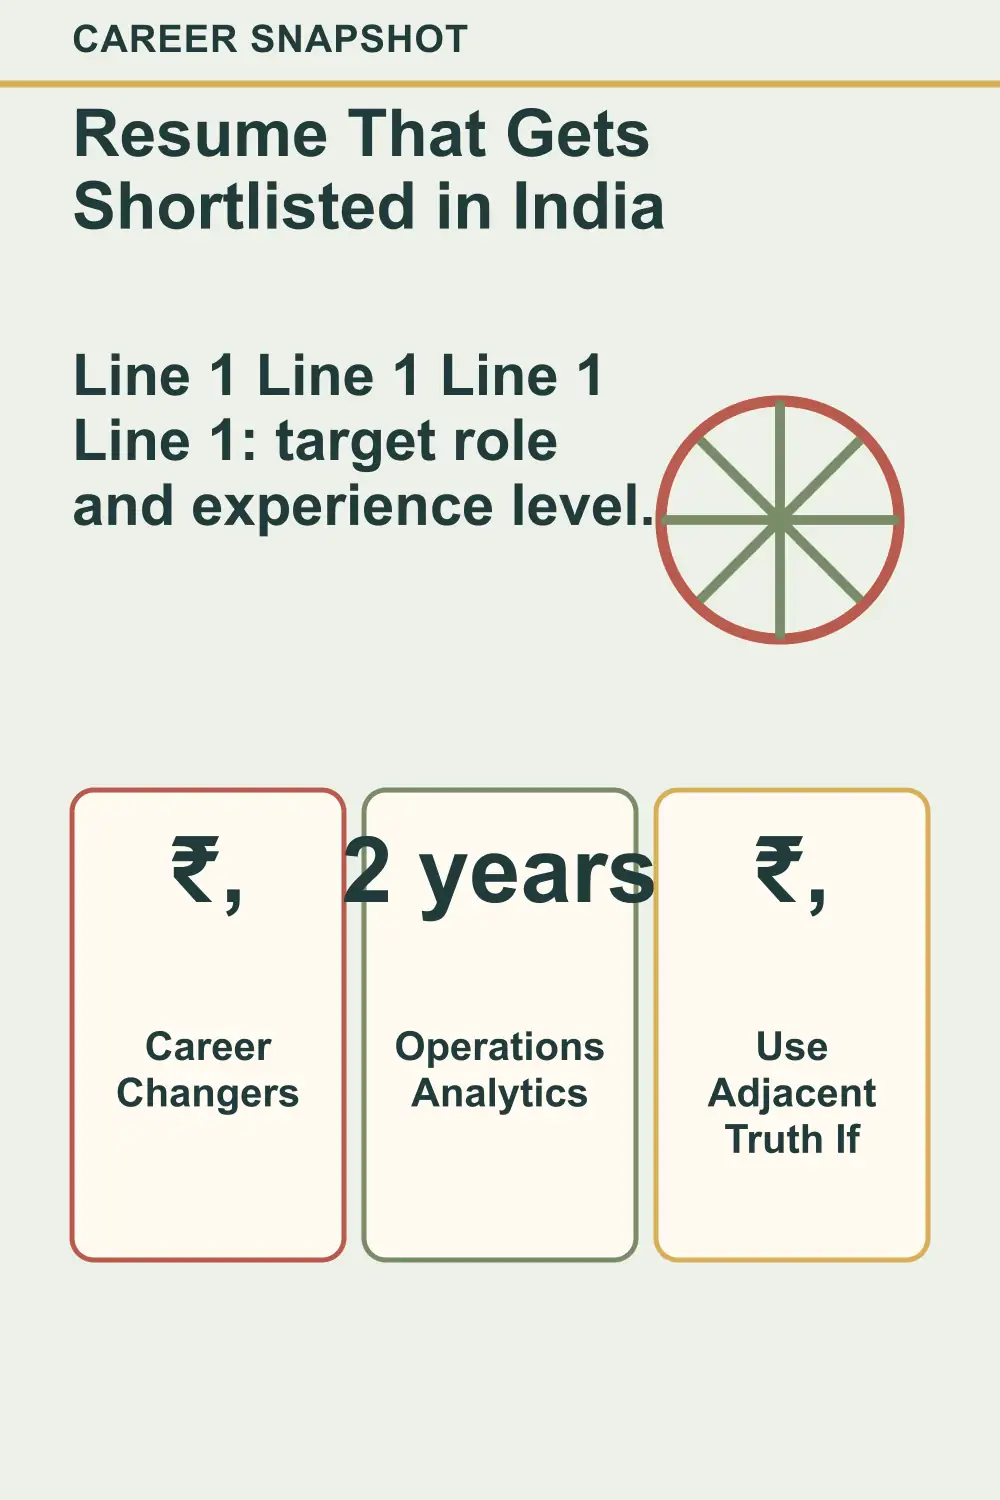 CAREER SNAPSHOT
Resume That Gets
Shortlisted in India
Line 1 Line 1 Line 1
Line 1: target role
and experience level.
₹,
Career
Changers
2 years
Operations
Analytics
₹,
Use
Adjacent
Truth If